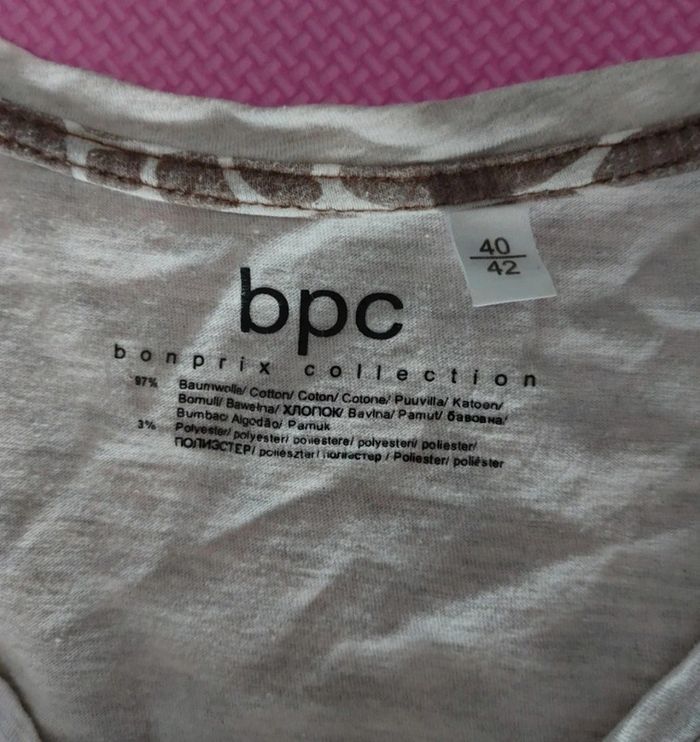 40
42
bpc
bonprix collection
97% Baumwolle/ Cotton/ Coton/ Cotone/ Puuvilla/ Katoen/
Bomull/ Bawełna/ ХЛОПОК/ Bavlna/ Pamut/ бавовна/
Bumbac/ Algodão/ Pamuk
3% Polyester/ polyester/ poliestere/ polyesteri/ poliester/
ПОЛИЭСТЕР/ poliészter/ поліестер / Poliester/ poliéster